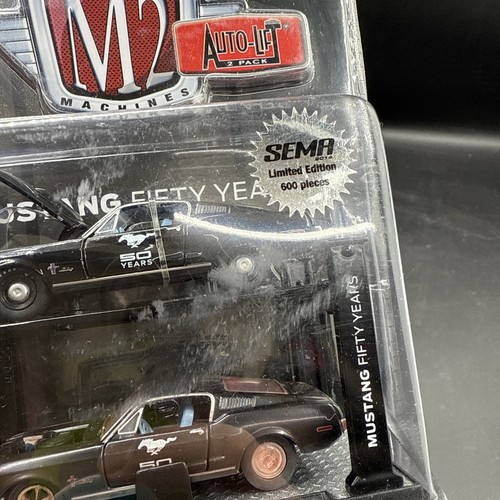 M2
MACHINES
AUTO-LIFT
2 PACK
SEMA
2014
Limited Edition
600 pieces
USTANG FIFTY YEA
50
YEARS
MUSTANG FIFTY YEARS
50